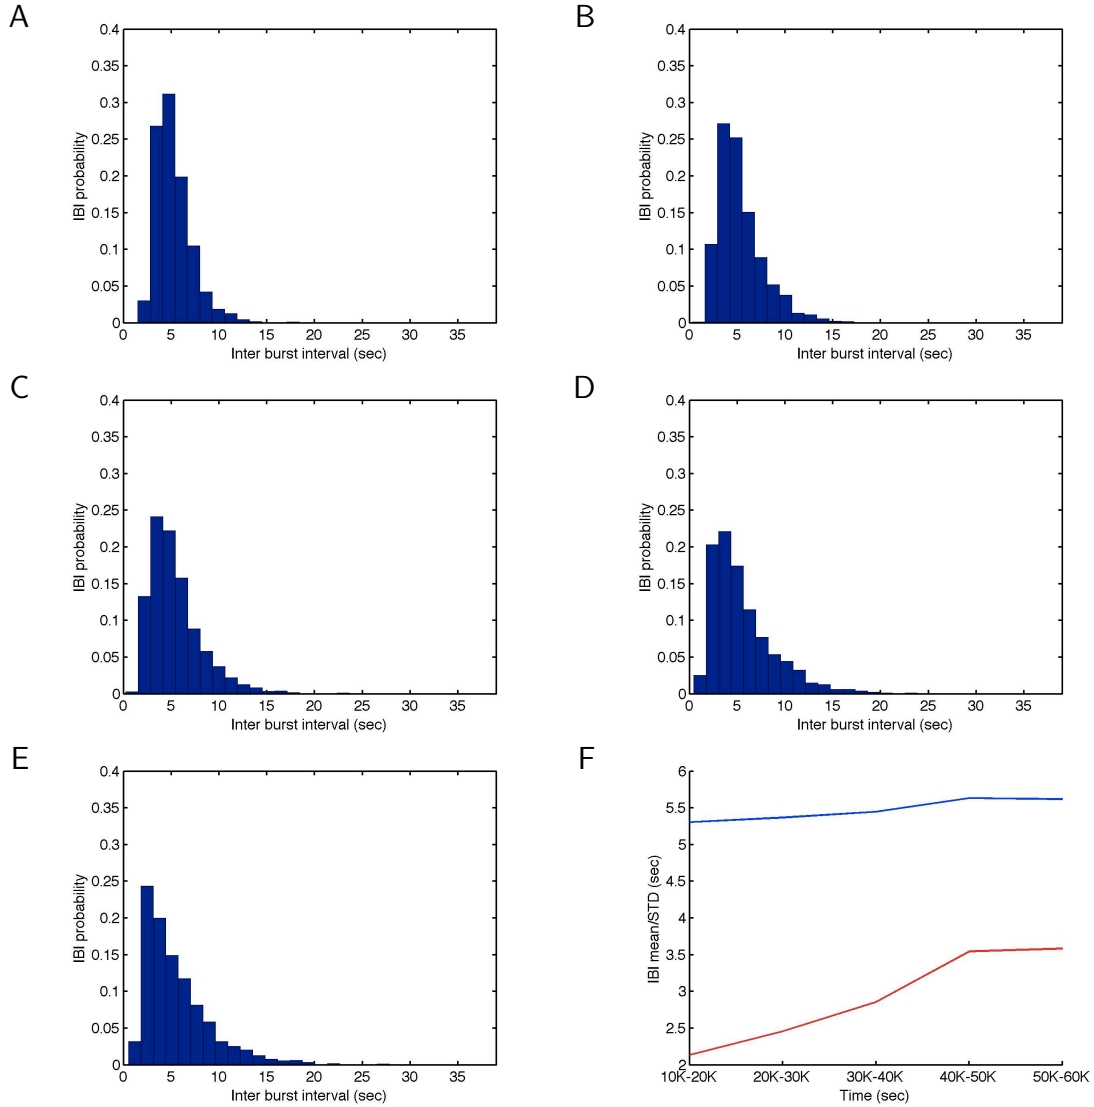 A
0.4
0.35
0.3
0.25
0.2
0.15
0.1
0.05
0
IBI probability
0 5 10 15 20 25 30 35
Inter burst interval (sec)
B
0.4
0.35
0.3
0.25
0.2
0.15
0.1
0.05
0
IBI probability
0 5 10 15 20 25 30 35
Inter burst interval (sec)
C
0.4
0.35
0.3
0.25
0.2
0.15
0.1
0.05
0
IBI probability
0 5 10 15 20 25 30 35
Inter burst interval (sec)
D
0.4
0.35
0.3
0.25
0.2
0.15
0.1
0.05
0
IBI probability
0 5 10 15 20 25 30 35
Inter burst interval (sec)
E
0.4
0.35
0.3
0.25
0.2
0.15
0.1
0.05
0
IBI probability
0 5 10 15 20 25 30 35
Inter burst interval (sec)
F
6
5.5
5
4.5
4
3.5
3
2.5
2
IBI mean/STD (sec)
10K-20K 20K-30K 30K-40K 40K-50K 50K-60K
Time (sec)